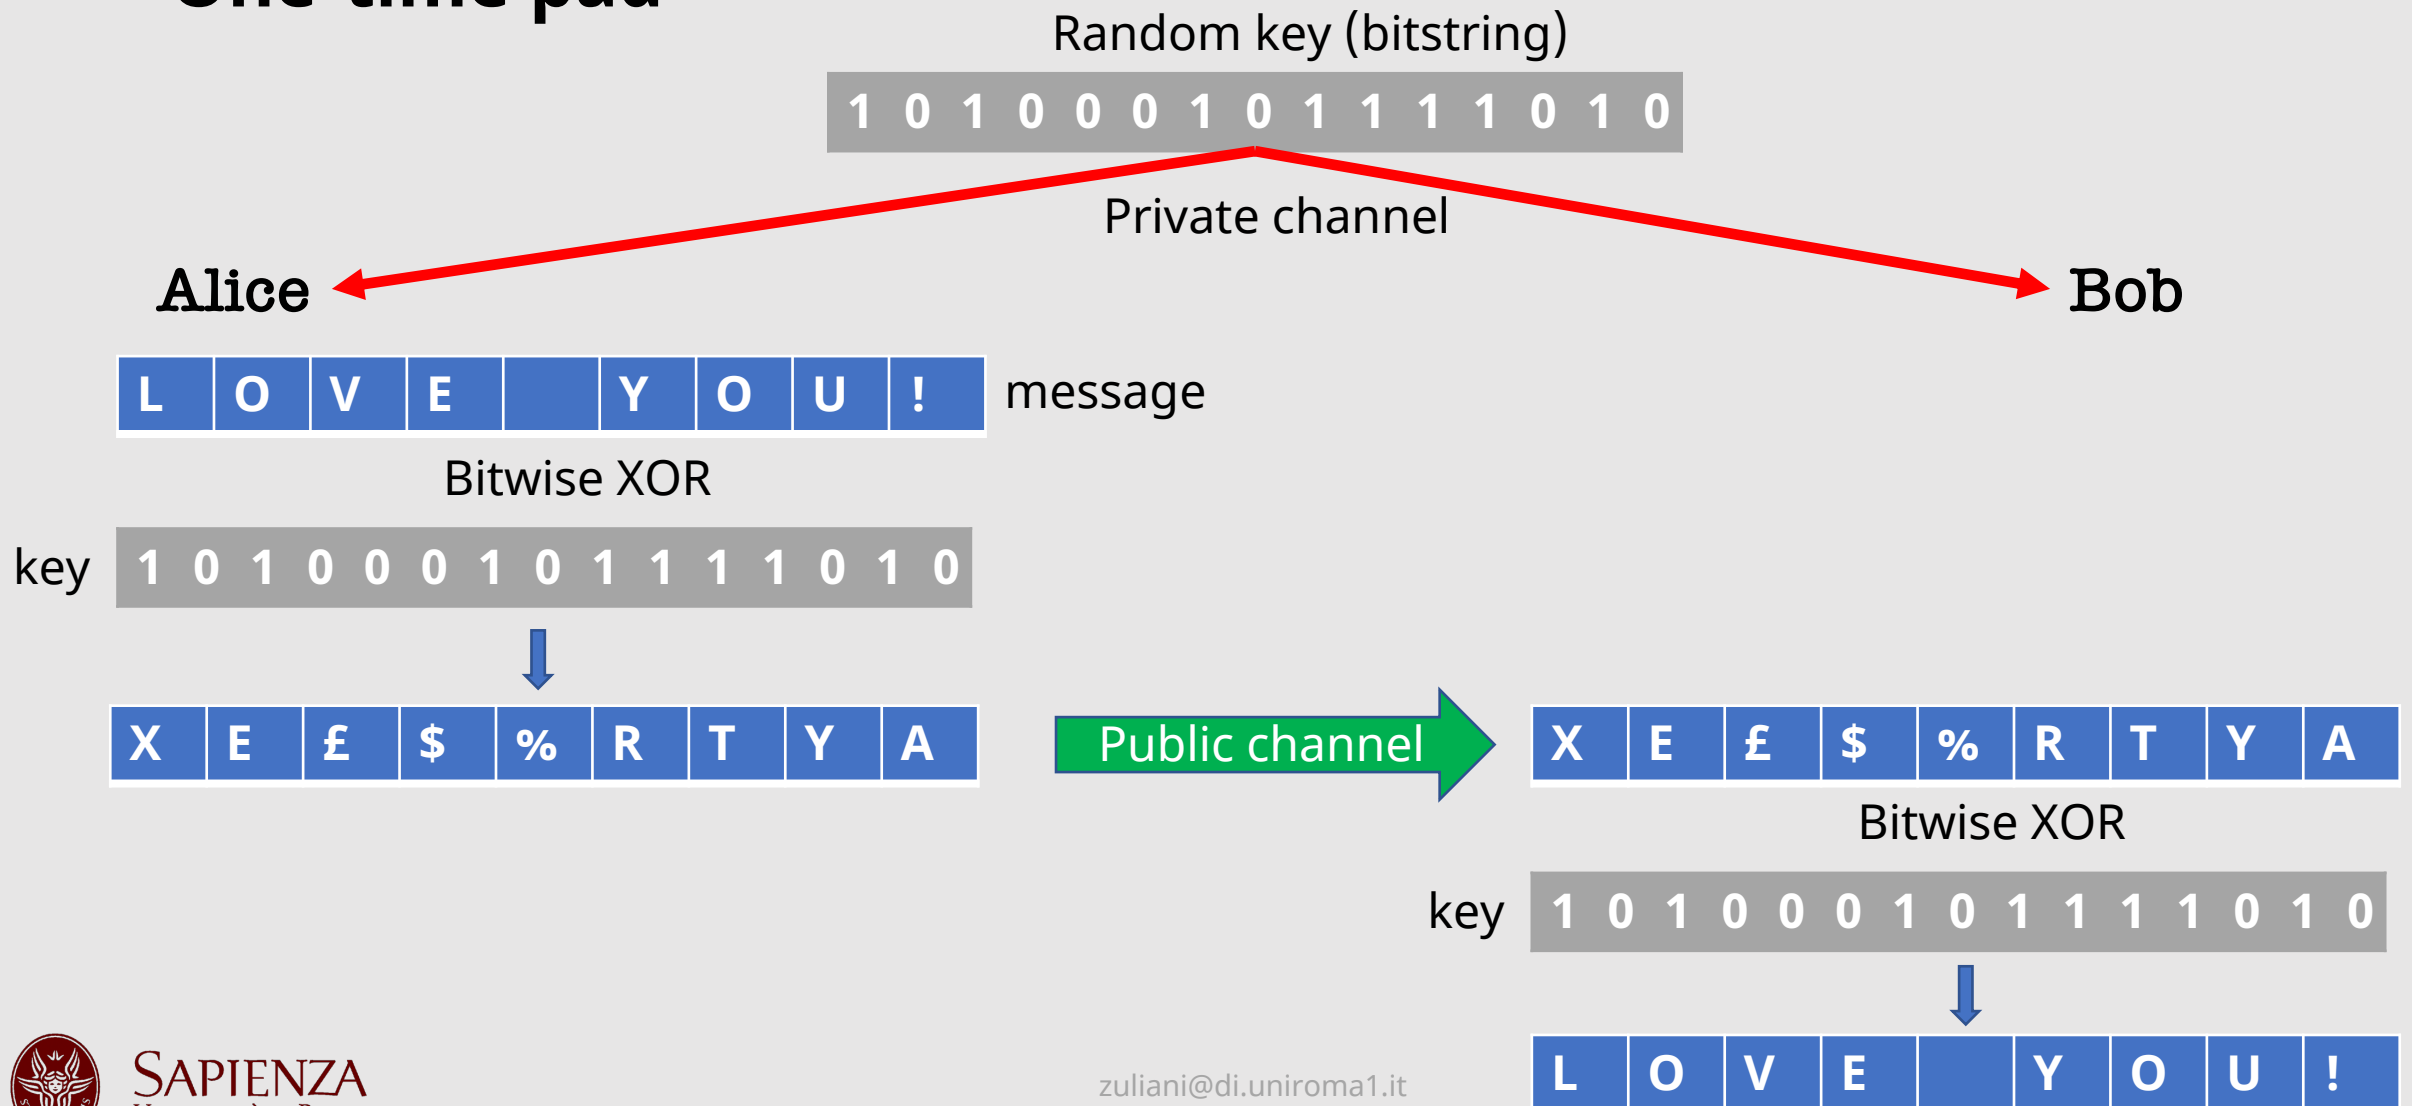 One-time pad
Random key (bitstring)
1 0 1 0 0 0 1 0 1 1 1 1 0 1 0
Private channel
Alice
Bob
L O V E Y O U !
message
Bitwise XOR
key
1 0 1 0 0 0 1 0 1 1 1 1 0 1 0
X E £ $ % R T Y A
Public channel
X E £ $ % R T Y A
Bitwise XOR
key
1 0 1 0 0 0 1 0 1 1 1 1 0 1 0
L O V E Y O U !
SAPIENZA
zuliani@di.uniroma1.it